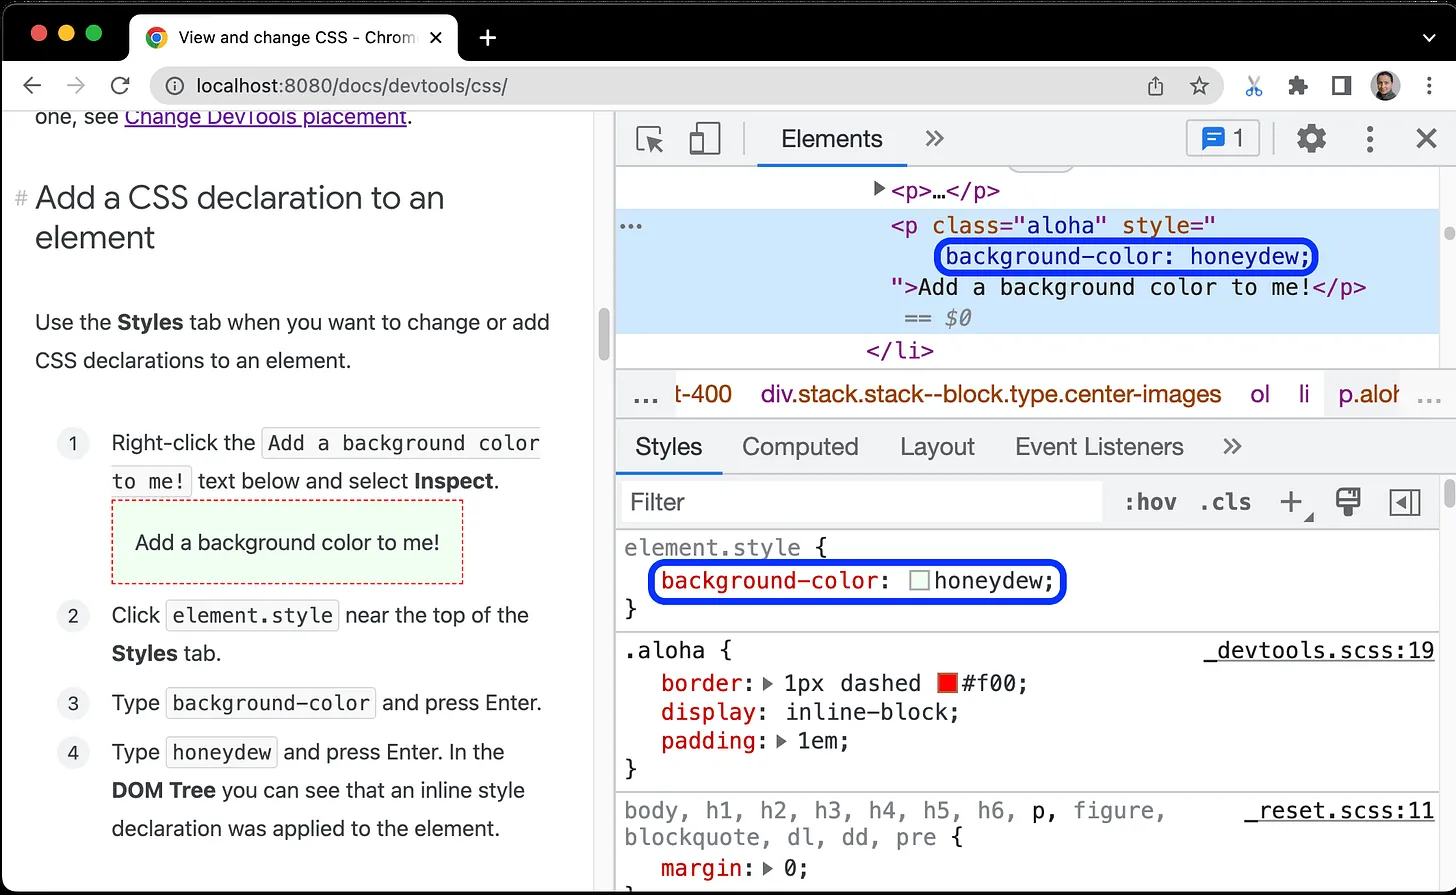 View and change CSS - Chrom
localhost:8080/docs/devtools/css/
one, see Change DevTools placement.
# Add a CSS declaration to an
element
Use the Styles tab when you want to change or add
CSS declarations to an element.
1 Right-click the Add a background color
to me! text below and select Inspect.
Add a background color to me!
2 Click element.style near the top of the
Styles tab.
3 Type background-color and press Enter.
4 Type honeydew and press Enter. In the
DOM Tree you can see that an inline style
declaration was applied to the element.
Elements » 1
<p>…</p>
… <p class="aloha" style="
background-color: honeydew;
">Add a background color to me!</p>
== $0
</li>
… t-400 div.stack.stack--block.type.center-images ol li p.aloh …
Styles Computed Layout Event Listeners »
Filter :hov .cls +
element.style {
background-color: honeydew;
}
.aloha { _devtools.scss:19
border: 1px dashed #f00;
display: inline-block;
padding: 1em;
}
body, h1, h2, h3, h4, h5, h6, p, figure, _reset.scss:11
blockquote, dl, dd, pre {
margin: 0;
}